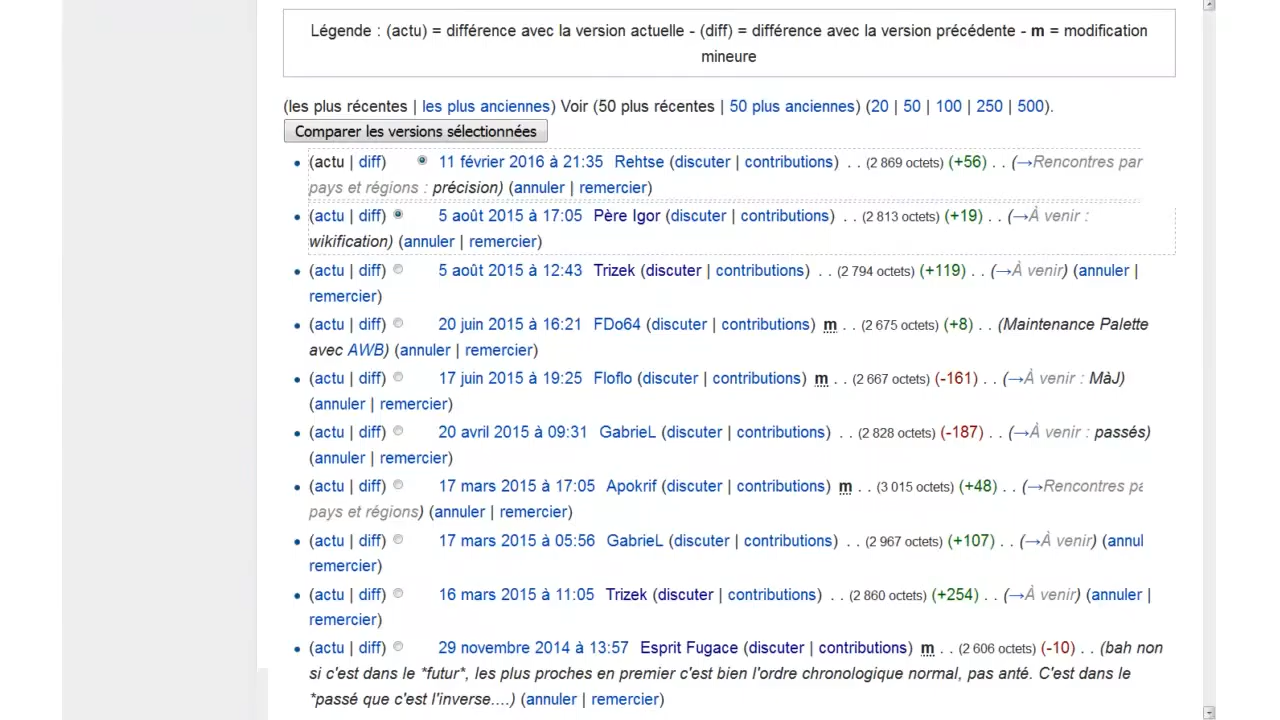 Légende : (actu) = différence avec la version actuelle - (diff) = différence avec la version précédente - m = modification
mineure
(les plus récentes | les plus anciennes) Voir (50 plus récentes | 50 plus anciennes) (20 | 50 | 100 | 250 | 500).
Comparer les versions sélectionnées
(actu | diff) 11 février 2016 à 21:35 Rehtse (discuter | contributions) . . (2 869 octets) (+56) . . (→Rencontres par
pays et régions : précision) (annuler | remercier)
(actu | diff) 5 août 2015 à 17:05 Père Igor (discuter | contributions) . . (2 813 octets) (+19) . . (→À venir :
wikification) (annuler | remercier)
(actu | diff) 5 août 2015 à 12:43 Trizek (discuter | contributions) . . (2 794 octets) (+119) . . (→À venir) (annuler |
remercier)
(actu | diff) 20 juin 2015 à 16:21 FDo64 (discuter | contributions) m . . (2 675 octets) (+8) . . (Maintenance Palette
avec AWB) (annuler | remercier)
(actu | diff) 17 juin 2015 à 19:25 Floflo (discuter | contributions) m . . (2 667 octets) (-161) . . (→À venir : MàJ)
(annuler | remercier)
(actu | diff) 20 avril 2015 à 09:31 GabrieL (discuter | contributions) . . (2 828 octets) (-187) . . (→À venir : passés)
(annuler | remercier)
(actu | diff) 17 mars 2015 à 17:05 Apokrif (discuter | contributions) m . . (3 015 octets) (+48) . . (→Rencontres pa
pays et régions) (annuler | remercier)
(actu | diff) 17 mars 2015 à 05:56 GabrieL (discuter | contributions) . . (2 967 octets) (+107) . . (→À venir) (annul
remercier)
(actu | diff) 16 mars 2015 à 11:05 Trizek (discuter | contributions) . . (2 860 octets) (+254) . . (→À venir) (annuler |
remercier)
(actu | diff) 29 novembre 2014 à 13:57 Esprit Fugace (discuter | contributions) m . . (2 606 octets) (-10) . . (bah non
si c'est dans le *futur*, les plus proches en premier c'est bien l'ordre chronologique normal, pas anté. C'est dans le
*passé que c'est l'inverse....) (annuler | remercier)